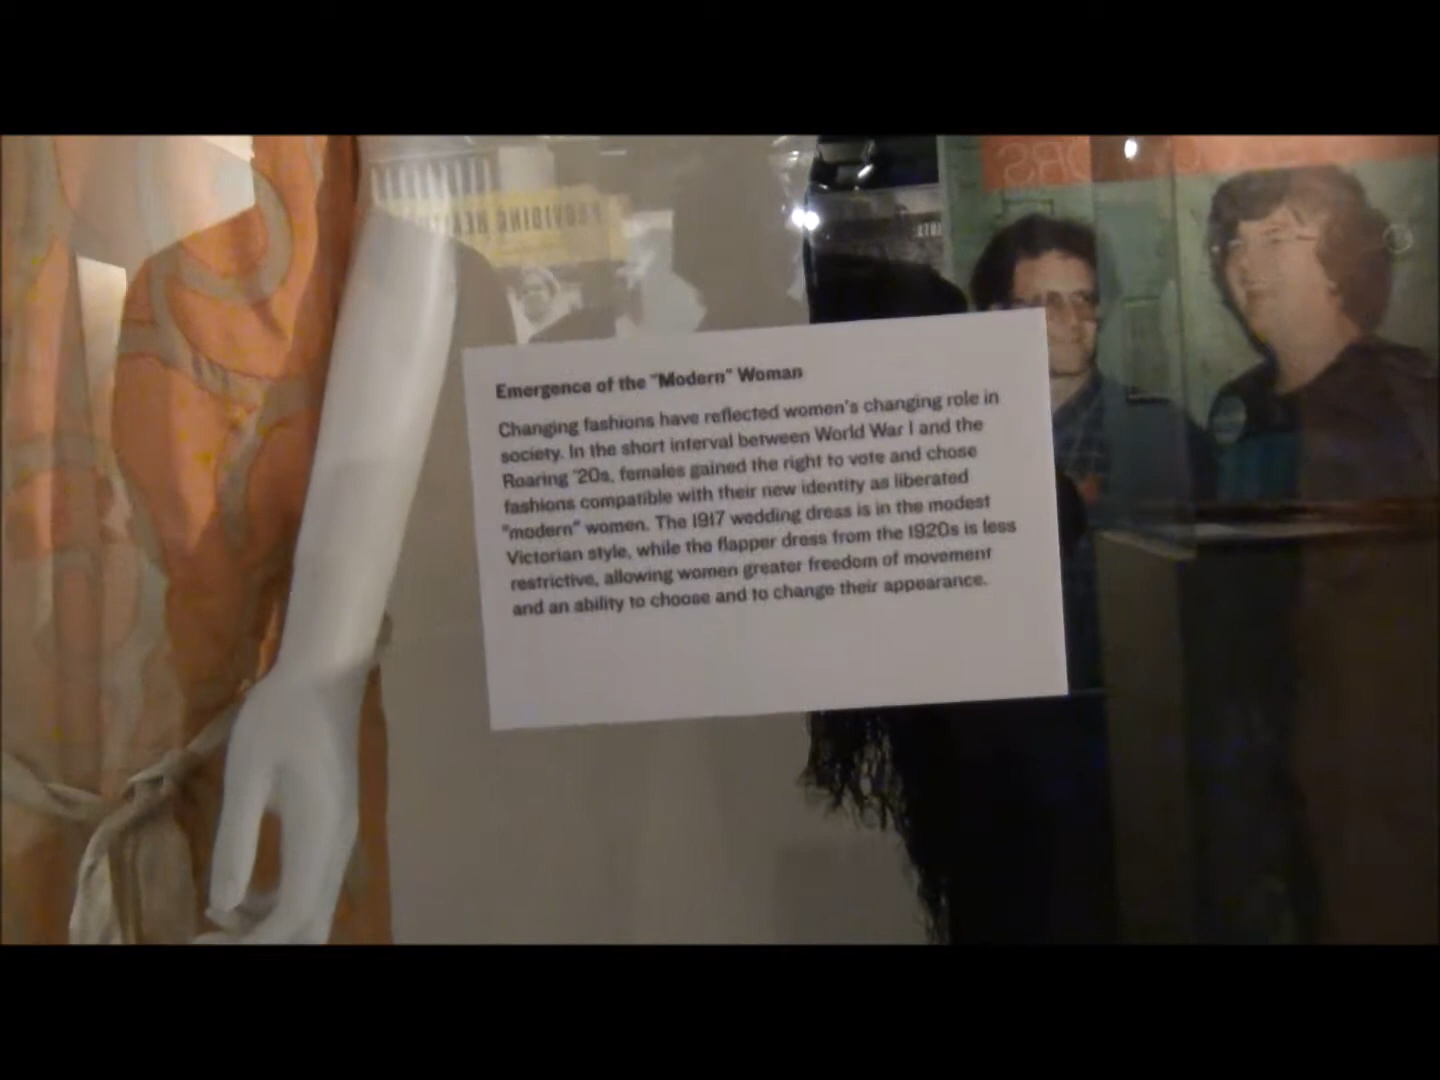 PROVIDING
Emergence of the "Modern" Woman
Changing fashions have reflected women's changing role in
society. In the short interval between World War I and the
Roaring '20s, females gained the right to vote and chose
fashions compatible with their new identity as liberated
"modern" women. The 1917 wedding dress is in the modest
Victorian style, while the flapper dress from the 1920s is less
restrictive, allowing women greater freedom of movement
and an ability to choose and to change their appearance.